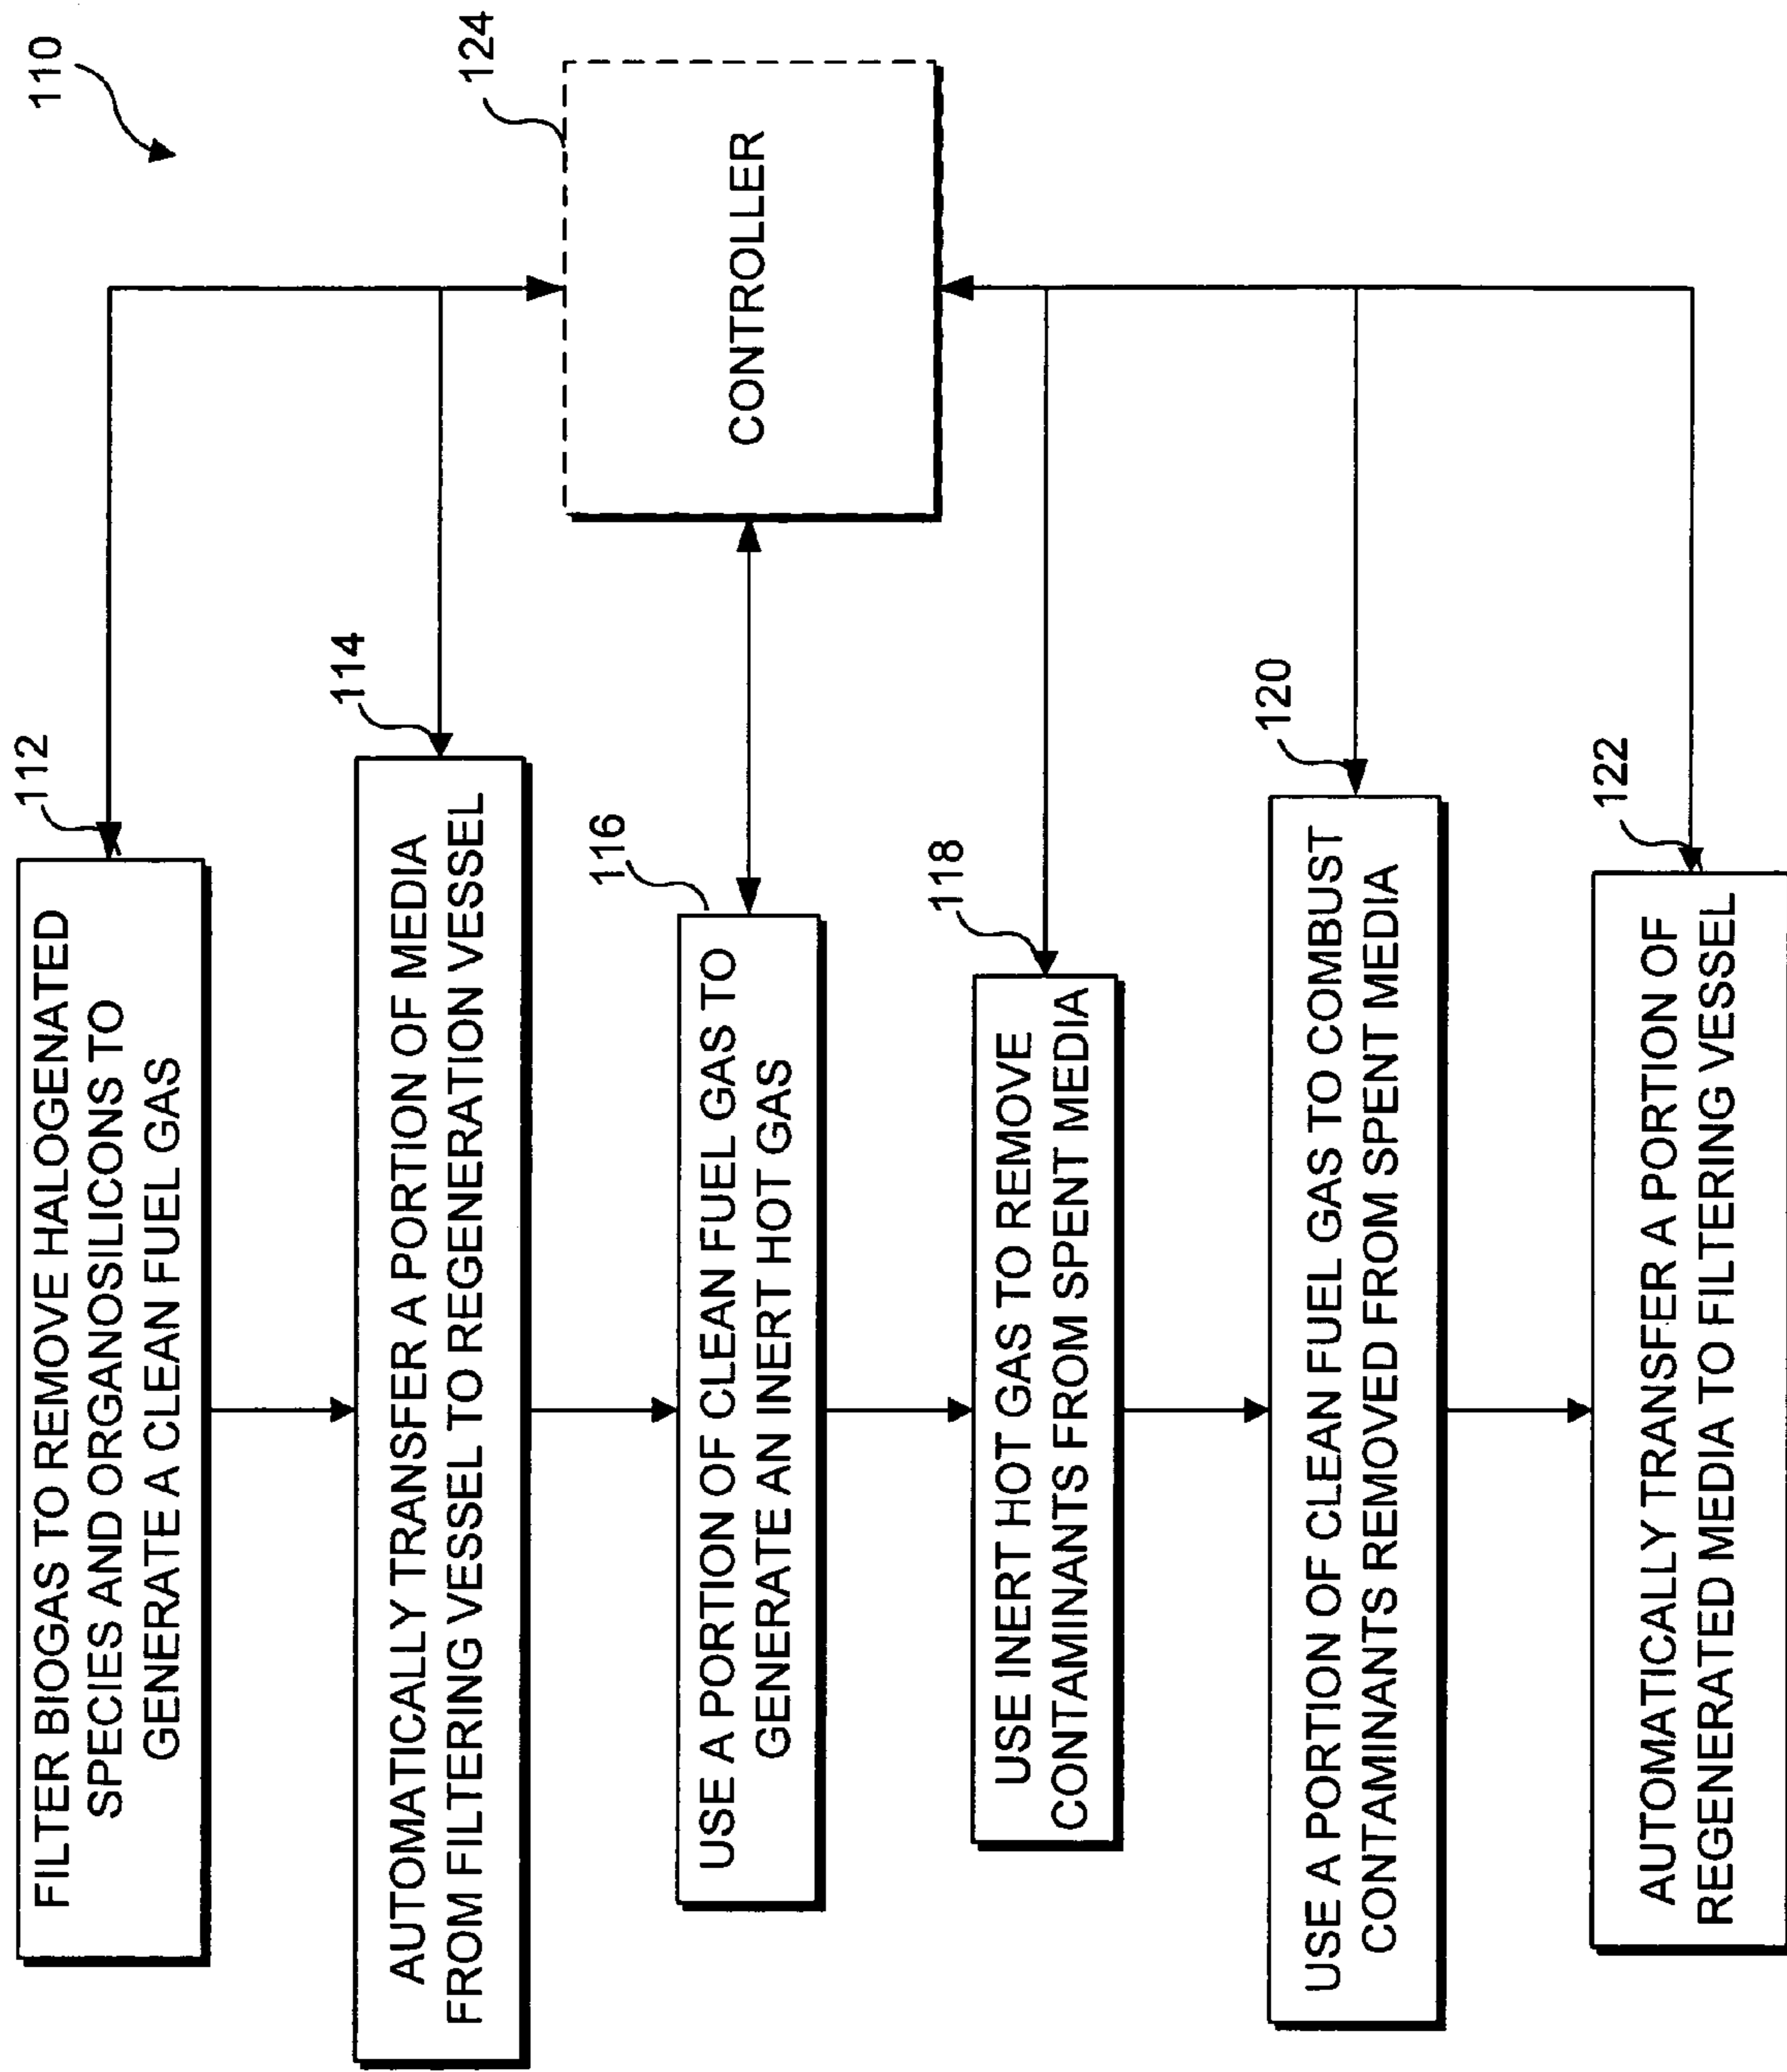 110
112
FILTER BIOGAS TO REMOVE HALOGENATED
SPECIES AND ORGANOSILICONS TO
GENERATE A CLEAN FUEL GAS
114
AUTOMATICALLY TRANSFER A PORTION OF MEDIA
FROM FILTERING VESSEL TO REGENERATION VESSEL
116
USE A PORTION OF CLEAN FUEL GAS TO
GENERATE AN INERT HOT GAS
124
CONTROLLER
118
USE INERT HOT GAS TO REMOVE
CONTAMINANTS FROM SPENT MEDIA
120
USE A PORTION OF CLEAN FUEL GAS TO COMBUST
CONTAMINANTS REMOVED FROM SPENT MEDIA
122
AUTOMATICALLY TRANSFER A PORTION OF
REGENERATED MEDIA TO FILTERING VESSEL